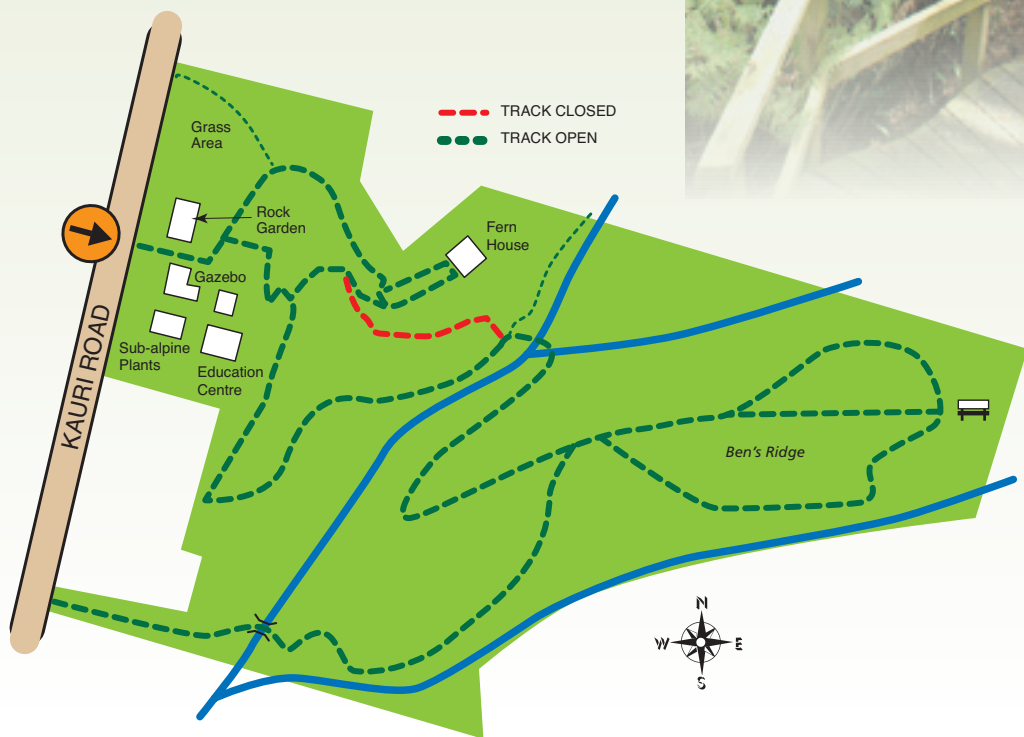 TRACK CLOSED
TRACK OPEN
Grass
Area
Rock
Garden
Fern
House
Gazebo
Sub-alpine
Plants
Education
Centre
KAURI ROAD
Ben's Ridge
N
W
E
S